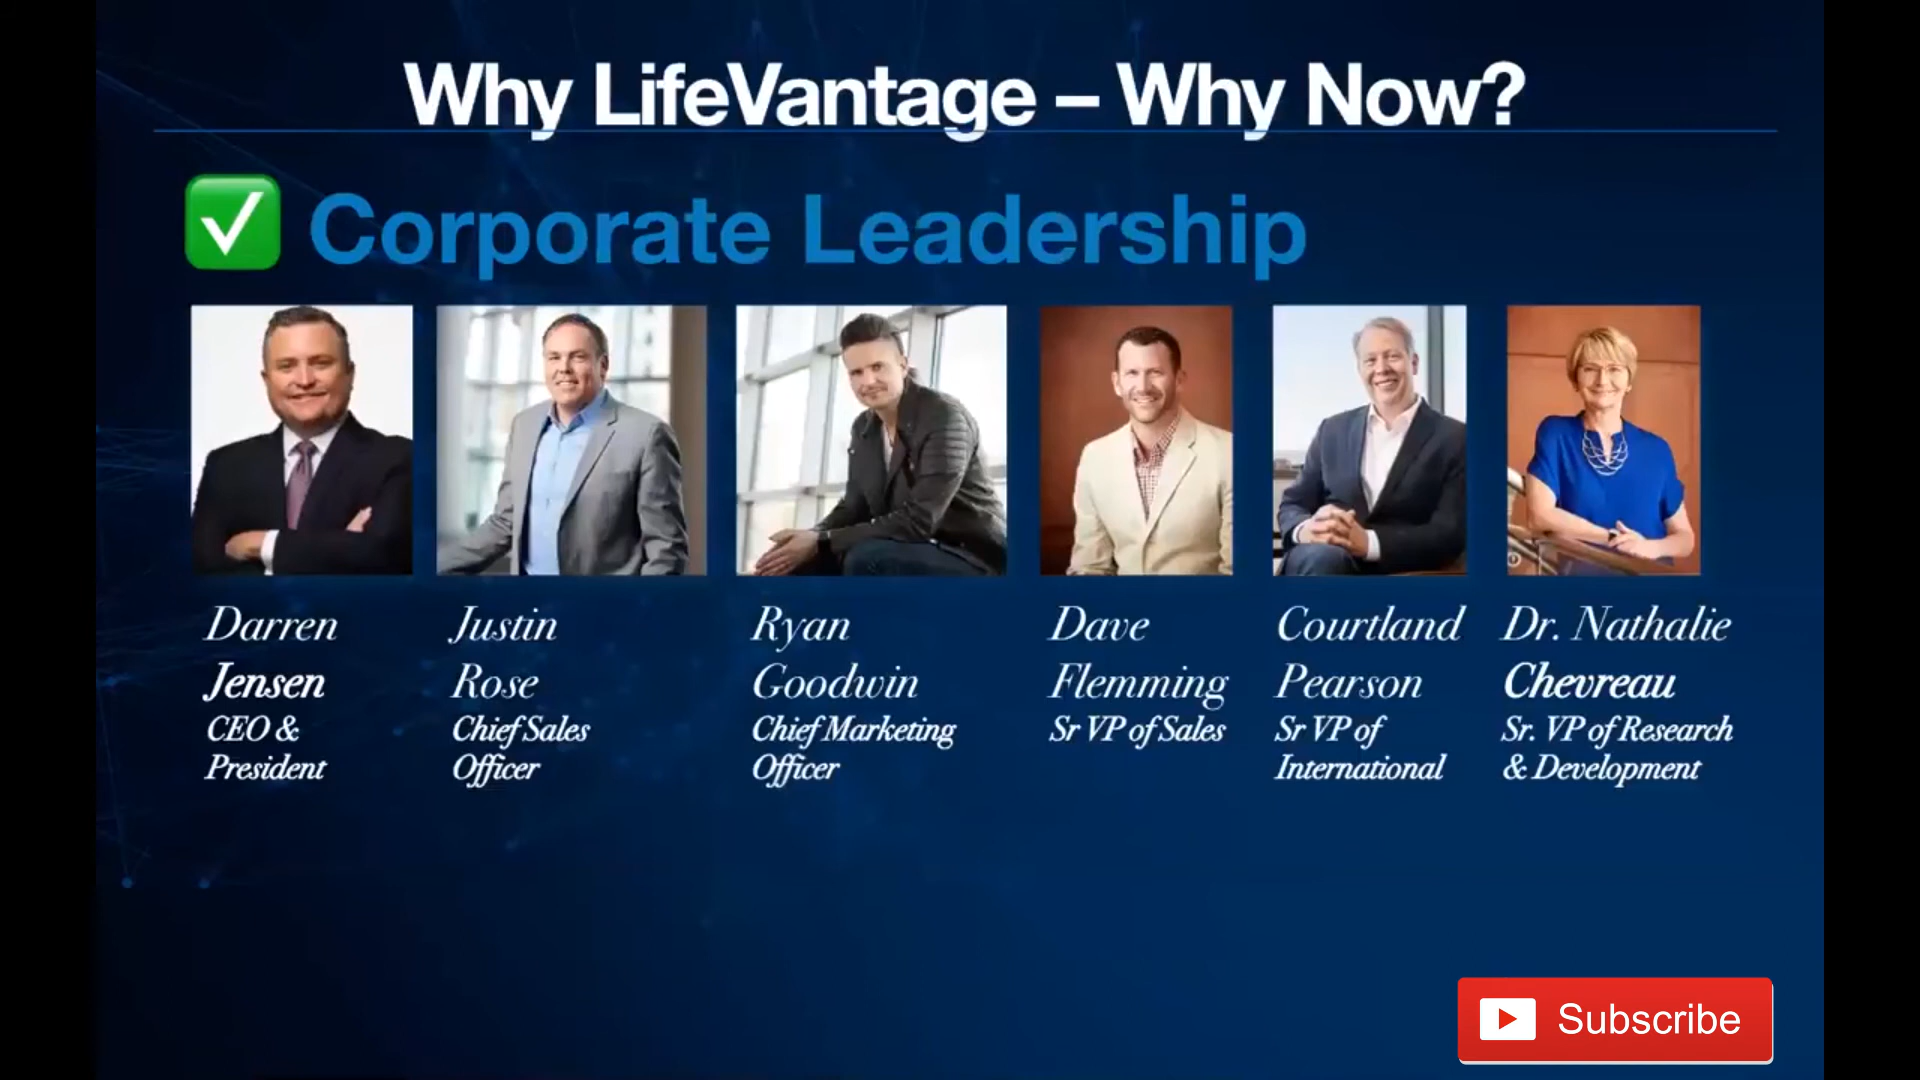 Why LifeVantage – Why Now?
Corporate Leadership
Darren
Jensen
CEO &
President
Justin
Rose
Chief Sales
Officer
Ryan
Goodwin
Chief Marketing
Officer
Dave
Flemming
Sr VP of Sales
Courtland
Pearson
Sr VP of
International
Dr. Nathalie
Chevreau
Sr. VP of Research
& Development
Subscribe